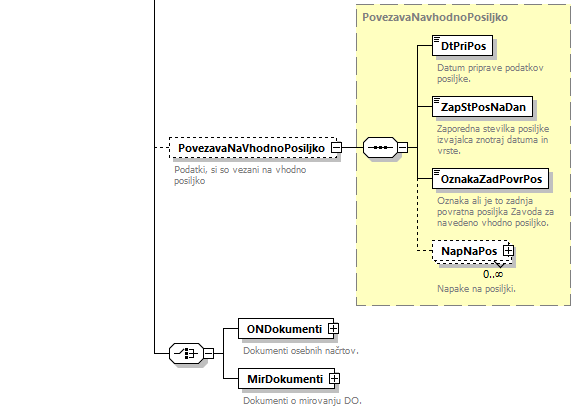 PovezavaNavhodnoPosiljko
DtPriPos
Datum priprave podatkov
posiljke.
ZapStPosNaDan
Zaporedna stevilka posiljke
izvajalca znotraj datuma in
vrste.
PovezavaNaVhodnoPosiljko
Podatki, si so vezani na vhodno
posiljko
OznakaZadPovrPos
Oznaka ali je to zadnja
povratna posiljka Zavoda za
navedeno vhodno posiljko.
NapNaPos
0..∞
Napake na posiljki.
ONDokumenti
Dokumenti osebnih načrtov.
MirDokumenti
Dokumenti o mirovanju DO.